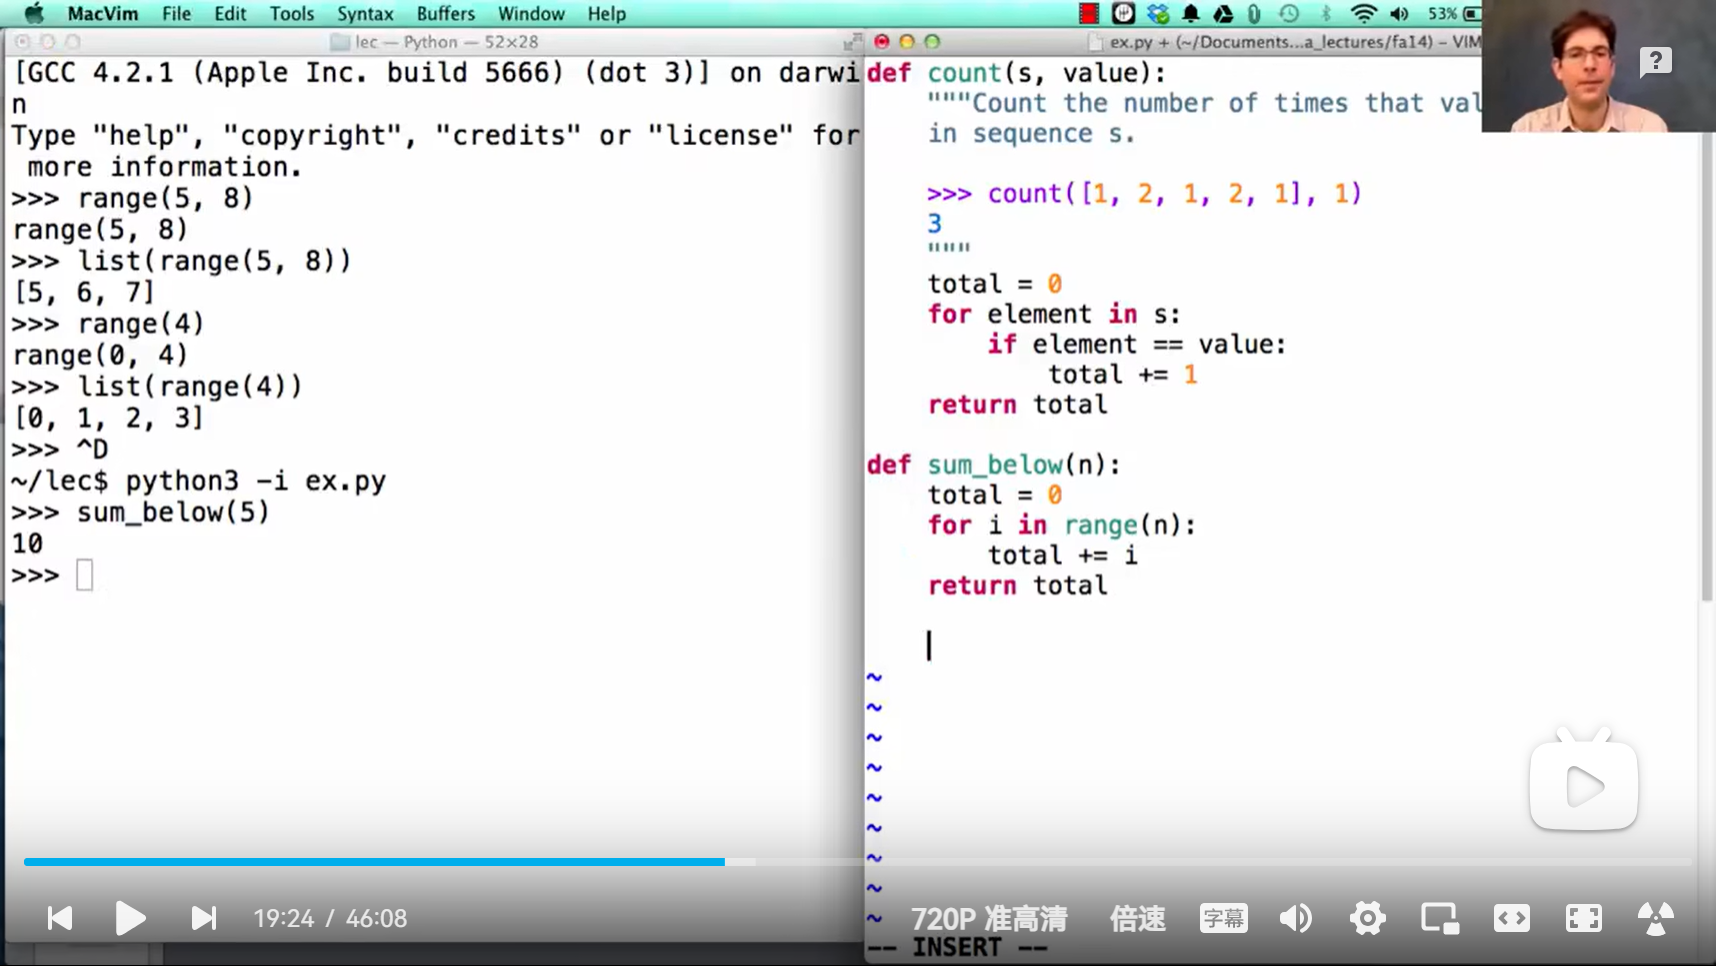 MacVim File Edit Tools Syntax Buffers Window Help 53%
lec — Python — 52×28
[GCC 4.2.1 (Apple Inc. build 5666) (dot 3)] on darwi
n
Type "help", "copyright", "credits" or "license" for
 more information.
>>> range(5, 8)
range(5, 8)
>>> list(range(5, 8))
[5, 6, 7]
>>> range(4)
range(0, 4)
>>> list(range(4))
[0, 1, 2, 3]
>>> ^D
~/lec$ python3 -i ex.py
>>> sum_below(5)
10
>>>
ex.py + (~/Documents...a_lectures/fa14) – VIM
def count(s, value):
    """Count the number of times that val
    in sequence s.

    >>> count([1, 2, 1, 2, 1], 1)
    3
    """
    total = 0
    for element in s:
        if element == value:
            total += 1
    return total

def sum_below(n):
    total = 0
    for i in range(n):
        total += i
    return total

~
~
~
~
~
~
~
~
~
-- INSERT --
?
19:24 / 46:08
720P 准高清 倍速 字幕